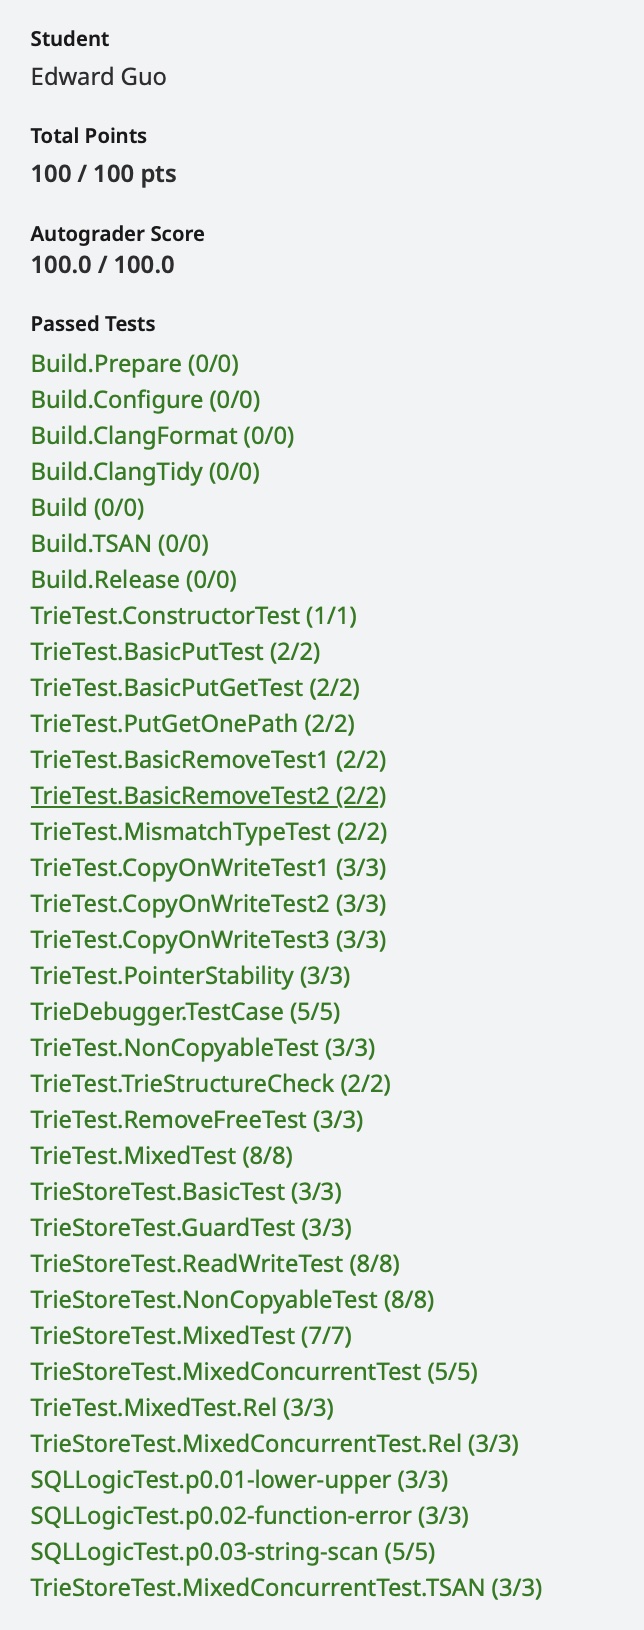 Student
Edward Guo
Total Points
100 / 100 pts
Autograder Score
100.0 / 100.0
Passed Tests
Build.Prepare (0/0)
Build.Configure (0/0)
Build.ClangFormat (0/0)
Build.ClangTidy (0/0)
Build (0/0)
Build.TSAN (0/0)
Build.Release (0/0)
TrieTest.ConstructorTest (1/1)
TrieTest.BasicPutTest (2/2)
TrieTest.BasicPutGetTest (2/2)
TrieTest.PutGetOnePath (2/2)
TrieTest.BasicRemoveTest1 (2/2)
TrieTest.BasicRemoveTest2 (2/2)
TrieTest.MismatchTypeTest (2/2)
TrieTest.CopyOnWriteTest1 (3/3)
TrieTest.CopyOnWriteTest2 (3/3)
TrieTest.CopyOnWriteTest3 (3/3)
TrieTest.PointerStability (3/3)
TrieDebugger.TestCase (5/5)
TrieTest.NonCopyableTest (3/3)
TrieTest.TrieStructureCheck (2/2)
TrieTest.RemoveFreeTest (3/3)
TrieTest.MixedTest (8/8)
TrieStoreTest.BasicTest (3/3)
TrieStoreTest.GuardTest (3/3)
TrieStoreTest.ReadWriteTest (8/8)
TrieStoreTest.NonCopyableTest (8/8)
TrieStoreTest.MixedTest (7/7)
TrieStoreTest.MixedConcurrentTest (5/5)
TrieTest.MixedTest.Rel (3/3)
TrieStoreTest.MixedConcurrentTest.Rel (3/3)
SQLLogicTest.p0.01-lower-upper (3/3)
SQLLogicTest.p0.02-function-error (3/3)
SQLLogicTest.p0.03-string-scan (5/5)
TrieStoreTest.MixedConcurrentTest.TSAN (3/3)